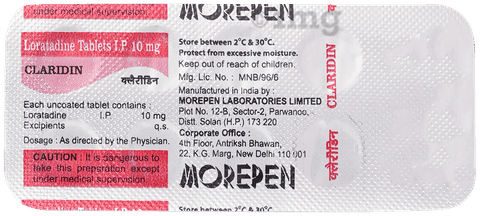 under medical supervision.
Loratadine Tablets I.P. 10 mg
CLARIDIN
क्लैरीडिन
Each uncoated tablet contains :
Loratadine I.P. 10 mg
Excipients q.s.
Dosage : As directed by the Physician.
CAUTION : It is dangerous to
take this preparation except
under medical supervision.
MOREPEN
Store between 2°C & 30°C.
Protect from excessive moisture.
Keep out of reach of children.
Mfg. Lic. No. : MNB/96/6
Manufactured in India by :
MOREPEN LABORATORIES LIMITED
Plot No. 12-B, Sector-2, Parwanoo,
Distt. Solan (H.P.) 173 220
Corporate Office :
4th Floor, Antriksh Bhawan,
22, K.G. Marg, New Delhi 110 001
MOREPEN
Loratadine Tablets I.P. 10 mg
Store between 2°C & 30°C.
CLARIDIN
क्लैरीडिन